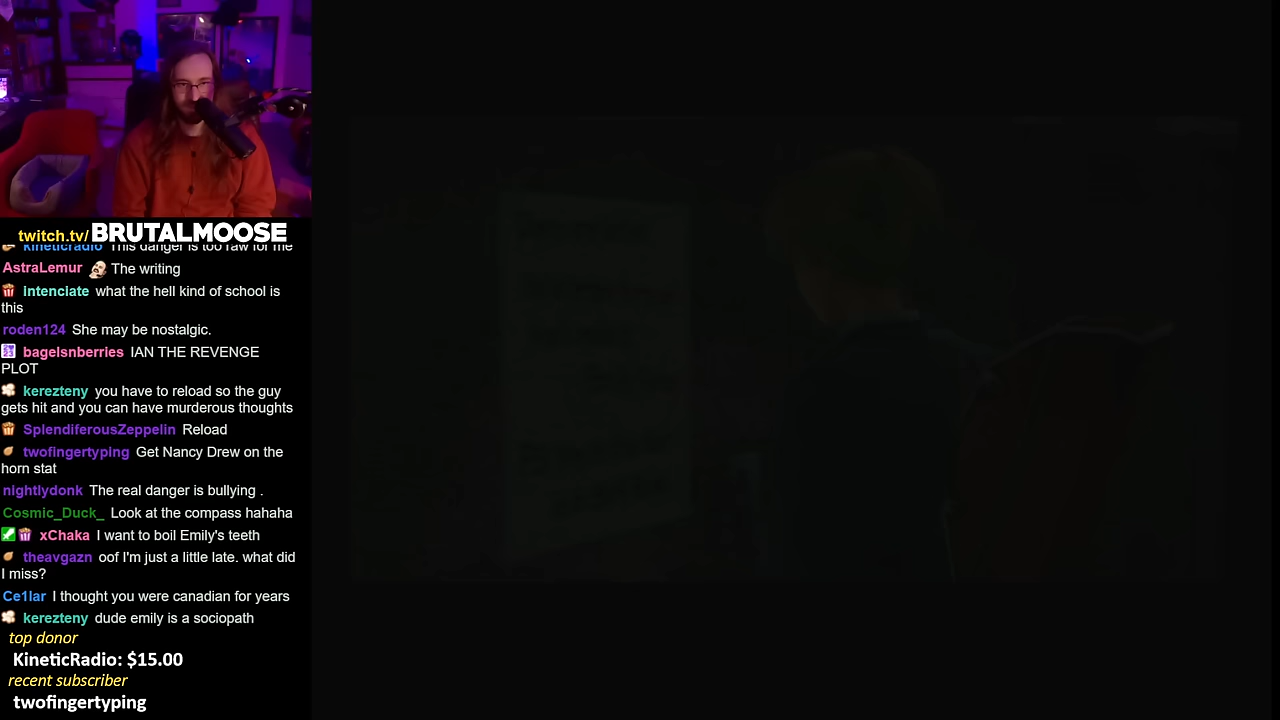 twitch.tv/BRUTALMOOSE
kineticradio This danger is too raw for me
AstraLemur The writing
intenciate what the hell kind of school is
this
roden124 She may be nostalgic.
bagelsnberries IAN THE REVENGE
PLOT
kerezteny you have to reload so the guy
gets hit and you can have murderous thoughts
SplendiferousZeppelin Reload
twofingertyping Get Nancy Drew on the
horn stat
nightlydonk The real danger is bullying .
Cosmic_Duck_ Look at the compass hahaha
xChaka I want to boil Emily's teeth
theavgazn oof I'm just a little late. what did
I miss?
Ce1lar I thought you were canadian for years
kerezteny dude emily is a sociopath
top donor
KineticRadio: $15.00
recent subscriber
twofingertyping